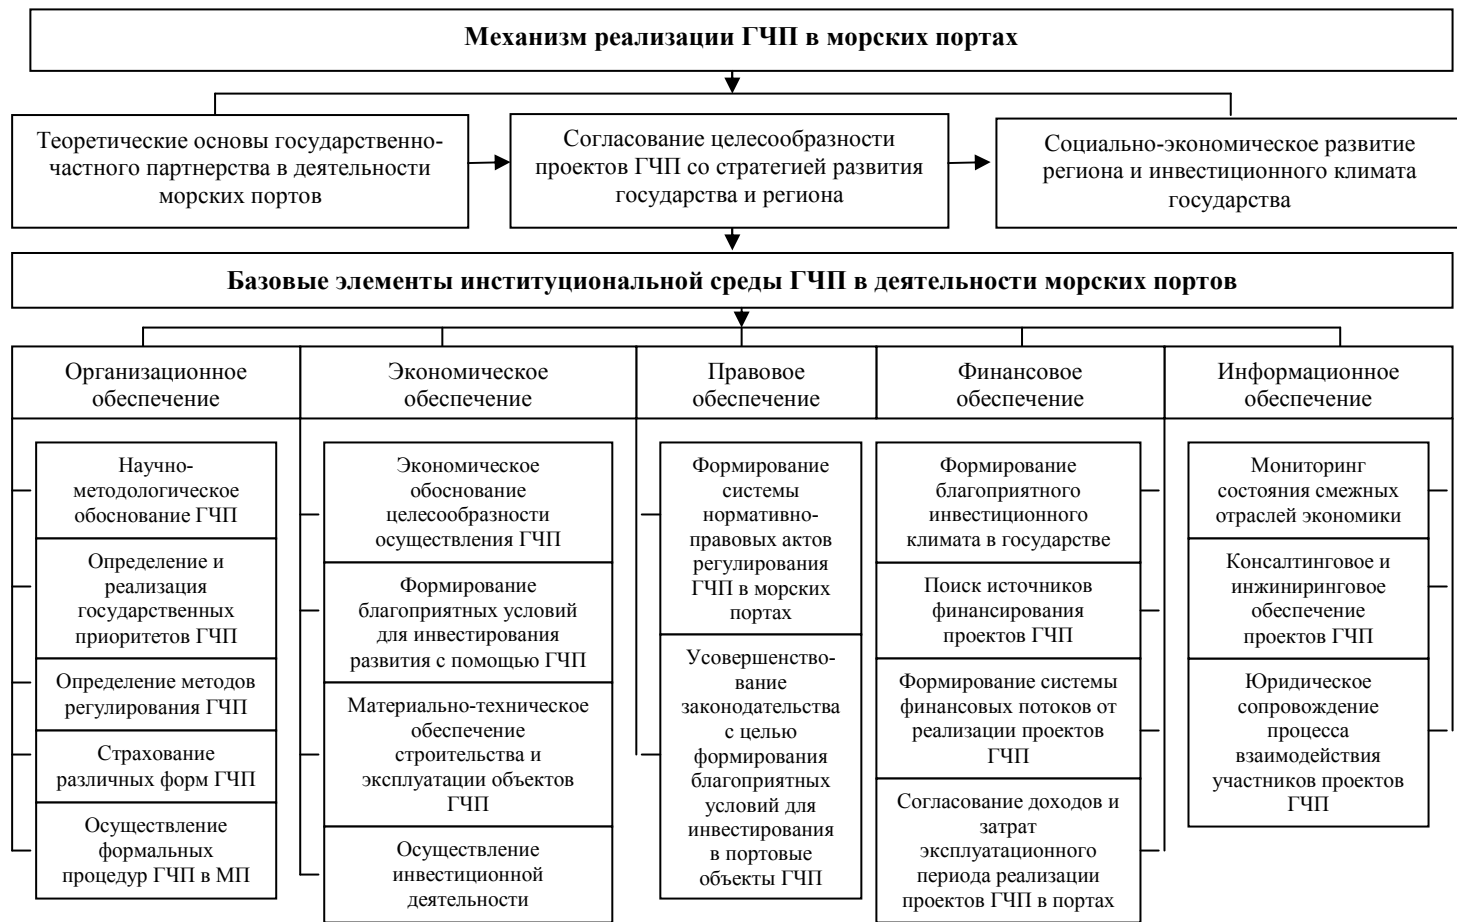 Механизм реализации ГЧП в морских портах
Теоретические основы государственно-
частного партнерства в деятельности
морских портов
Согласование целесообразности
проектов ГЧП со стратегией развития
государства и региона
Социально-экономическое развитие
региона и инвестиционного климата
государства
Базовые элементы институциональной среды ГЧП в деятельности морских портов
Организационное
обеспечение
Экономическое
обеспечение
Правовое
обеспечение
Финансовое
обеспечение
Информационное
обеспечение
Научно-
методологическое
обоснование ГЧП
Определение и
реализация
государственных
приоритетов ГЧП
Определение методов
регулирования ГЧП
Страхование
различных форм ГЧП
Осуществление
формальных
процедур ГЧП в МП
Экономическое
обоснование
целесообразности
осуществления ГЧП
Формирование
благоприятных условий
для инвестирования
развития с помощью ГЧП
Материально-техническое
обеспечение
строительства и
эксплуатации объектов
ГЧП
Осуществление
инвестиционной
деятельности
Формирование
системы
нормативно-
правовых актов
регулирования
ГЧП в морских
портах
Усовершенство-
вание
законодательства
с целью
формирования
благоприятных
условий для
инвестирования
в портовые
объекты ГЧП
Формирование
благоприятного
инвестиционного
климата в государстве
Поиск источников
финансирования
проектов ГЧП
Формирование системы
финансовых потоков от
реализации проектов
ГЧП
Согласование доходов и
затрат
эксплуатационного
периода реализации
проектов ГЧП в портах
Мониторинг
состояния смежных
отраслей экономики
Консалтинговое и
инжиниринговое
обеспечение
проектов ГЧП
Юридическое
сопровождение
процесса
взаимодействия
участников проектов
ГЧП